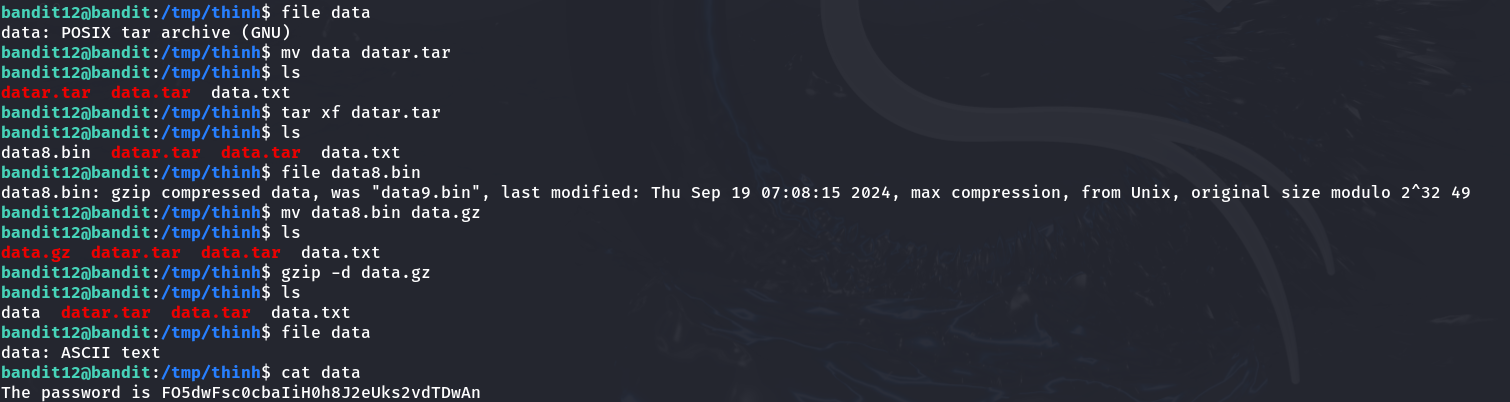 bandit12@bandit:/tmp/thinh$ file data
data: POSIX tar archive (GNU)
bandit12@bandit:/tmp/thinh$ mv data datar.tar
bandit12@bandit:/tmp/thinh$ ls
datar.tar  data.tar  data.txt
bandit12@bandit:/tmp/thinh$ tar xf datar.tar
bandit12@bandit:/tmp/thinh$ ls
data8.bin  datar.tar  data.tar  data.txt
bandit12@bandit:/tmp/thinh$ file data8.bin
data8.bin: gzip compressed data, was "data9.bin", last modified: Thu Sep 19 07:08:15 2024, max compression, from Unix, original size modulo 2^32 49
bandit12@bandit:/tmp/thinh$ mv data8.bin data.gz
bandit12@bandit:/tmp/thinh$ ls
data.gz  datar.tar  data.tar  data.txt
bandit12@bandit:/tmp/thinh$ gzip -d data.gz
bandit12@bandit:/tmp/thinh$ ls
data  datar.tar  data.tar  data.txt
bandit12@bandit:/tmp/thinh$ file data
data: ASCII text
bandit12@bandit:/tmp/thinh$ cat data
The password is FO5dwFsc0cbaIiH0h8J2eUks2vdTDwAn